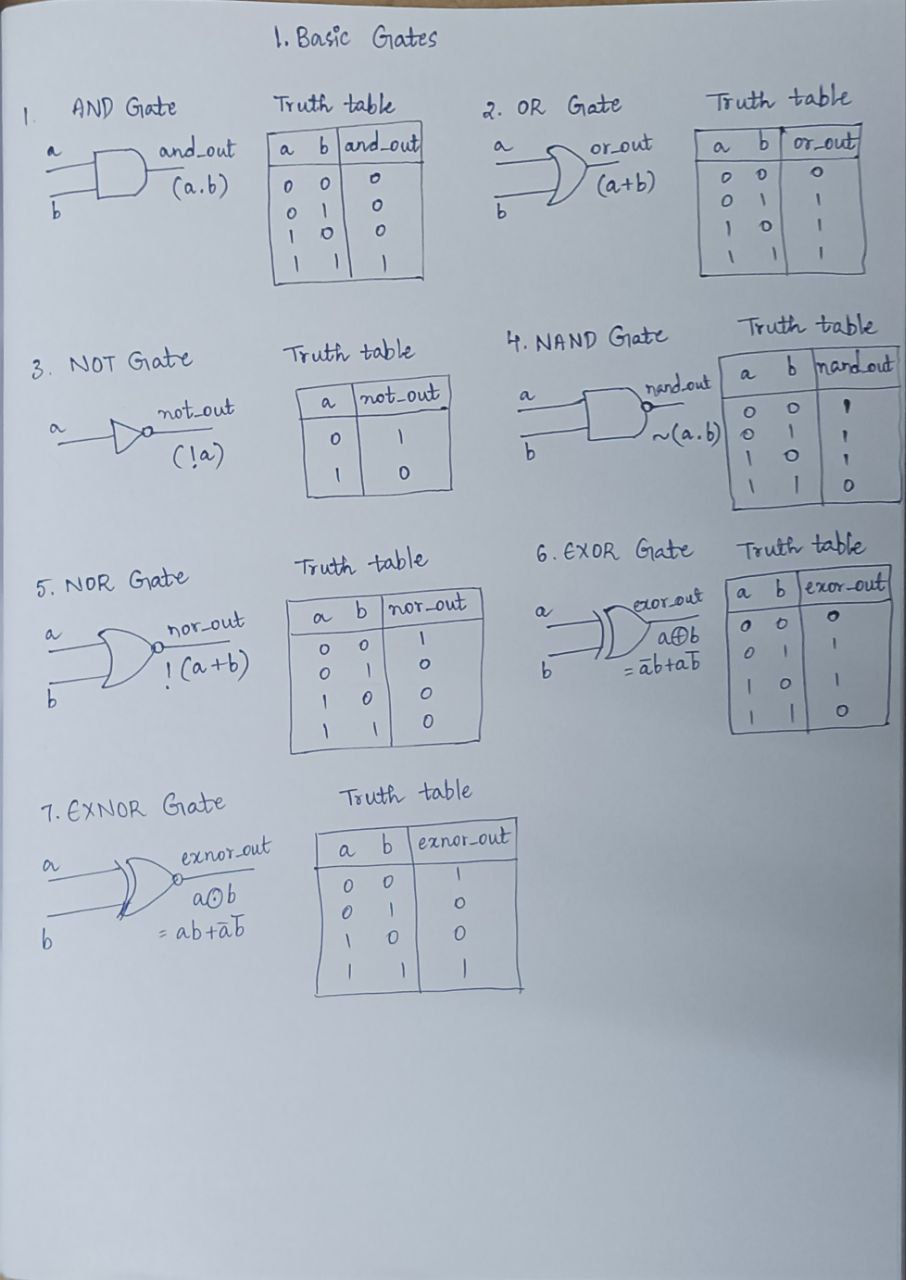 1. Basic Gates
1. AND Gate
a
b
and_out
(a.b)
Truth table
a b and_out
0 0 0
0 1 0
1 0 0
1 1 1
2. OR Gate
a
b
or_out
(a+b)
Truth table
a b or_out
0 0 0
0 1 1
1 0 1
1 1 1
3. NOT Gate
a
not_out
(!a)
Truth table
a not_out
0 1
1 0
4. NAND Gate
a
b
nand_out
~(a.b)
Truth table
a b nand_out
0 0 1
0 1 1
1 0 1
1 1 0
5. NOR Gate
a
b
nor_out
!(a+b)
Truth table
a b nor_out
0 0 1
0 1 0
1 0 0
1 1 0
6. EXOR Gate
a
b
exor_out
a⊕b
= āb+ab̄
Truth table
a b exor_out
0 0 0
0 1 1
1 0 1
1 1 0
7. EXNOR Gate
a
b
exnor_out
a⊙b
= ab+āb̄
Truth table
a b exnor_out
0 0 1
0 1 0
1 0 0
1 1 1